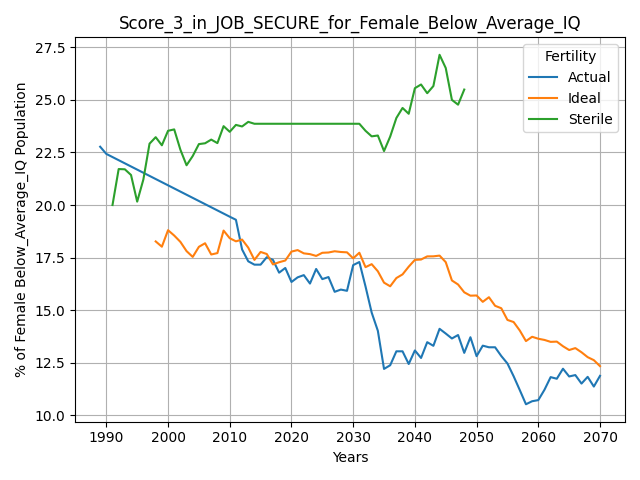 Score_3_in_JOB_SECURE_for_Female_Below_Average_IQ
% of Female Below_Average_IQ Population
27.5
25.0
22.5
20.0
17.5
15.0
12.5
10.0
Fertility
Actual
Ideal
Sterile
1990 2000 2010 2020 2030 2040 2050 2060 2070
Years